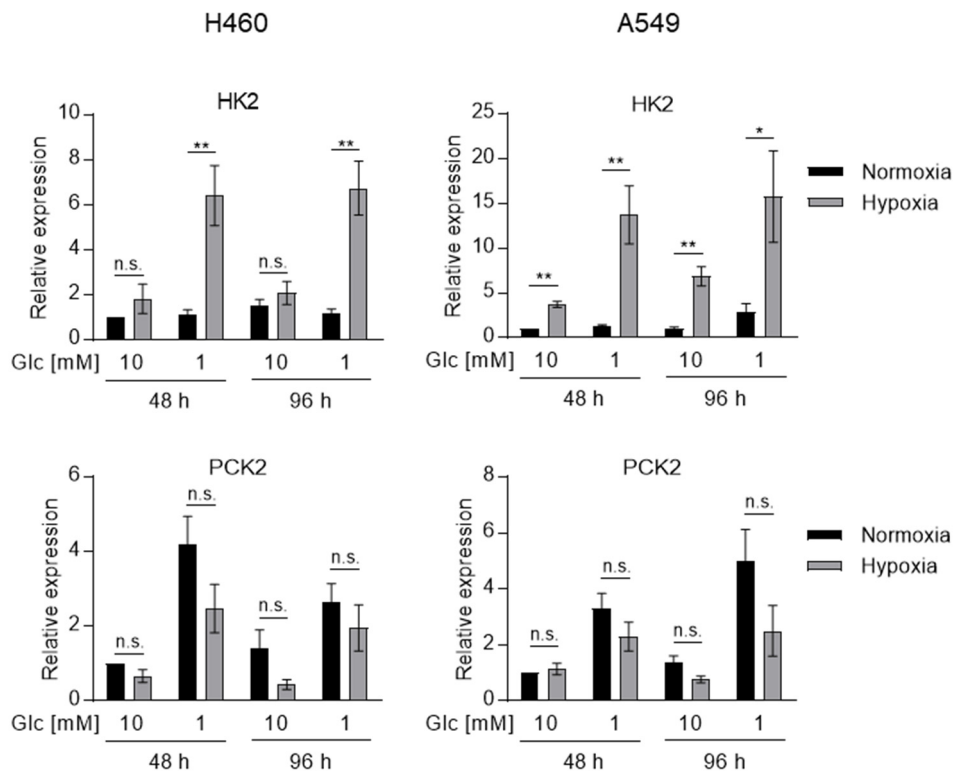 H460 A549
HK2
10
8
6
4
2
0
Relative expression
n.s. ** n.s. **
Glc [mM] 10 1 10 1
48 h 96 h
HK2
25
20
15
10
5
0
Relative expression
** ** ** *
Glc [mM] 10 1 10 1
48 h 96 h
Normoxia
Hypoxia
PCK2
6
4
2
0
Relative expression
n.s. n.s. n.s. n.s.
Glc [mM] 10 1 10 1
48 h 96 h
PCK2
8
6
4
2
0
Relative expression
n.s. n.s. n.s. n.s.
Glc [mM] 10 1 10 1
48 h 96 h
Normoxia
Hypoxia